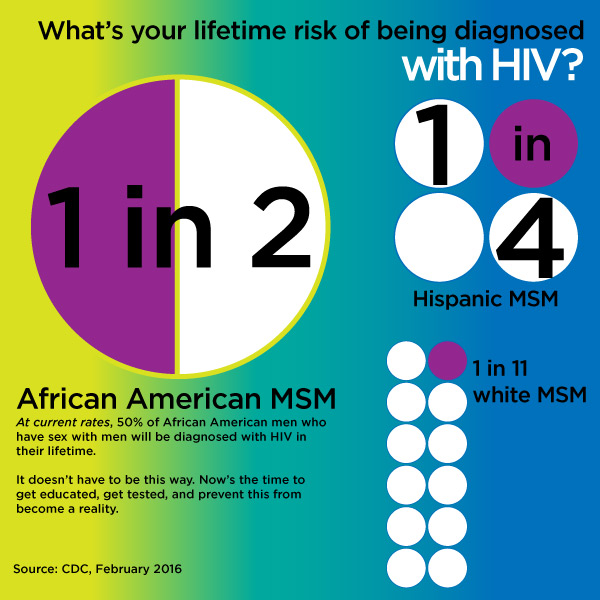 What's your lifetime risk of being diagnosed
with HIV?
1 in 2
African American MSM
At current rates, 50% of African American men who
have sex with men will be diagnosed with HIV in
their lifetime.
It doesn't have to be this way. Now's the time to
get educated, get tested, and prevent this from
become a reality.
Source: CDC, February 2016
1 in
4
Hispanic MSM
1 in 11
white MSM